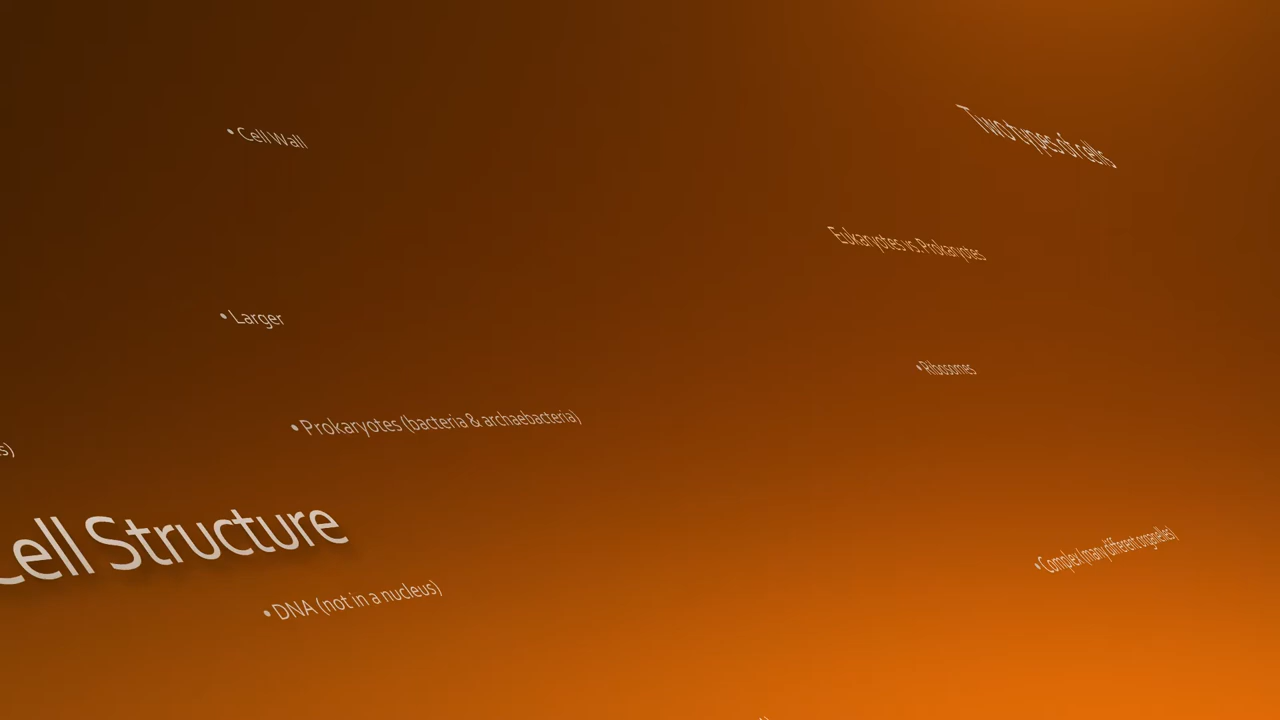 Two types of cells
• Cell Wall
Eukaryotes vs. Prokaryotes
• Larger
• Ribosomes
• Prokaryotes (bacteria & archaebacteria)
Cell Structure
• Complex (many different organelles)
• DNA (not in a nucleus)